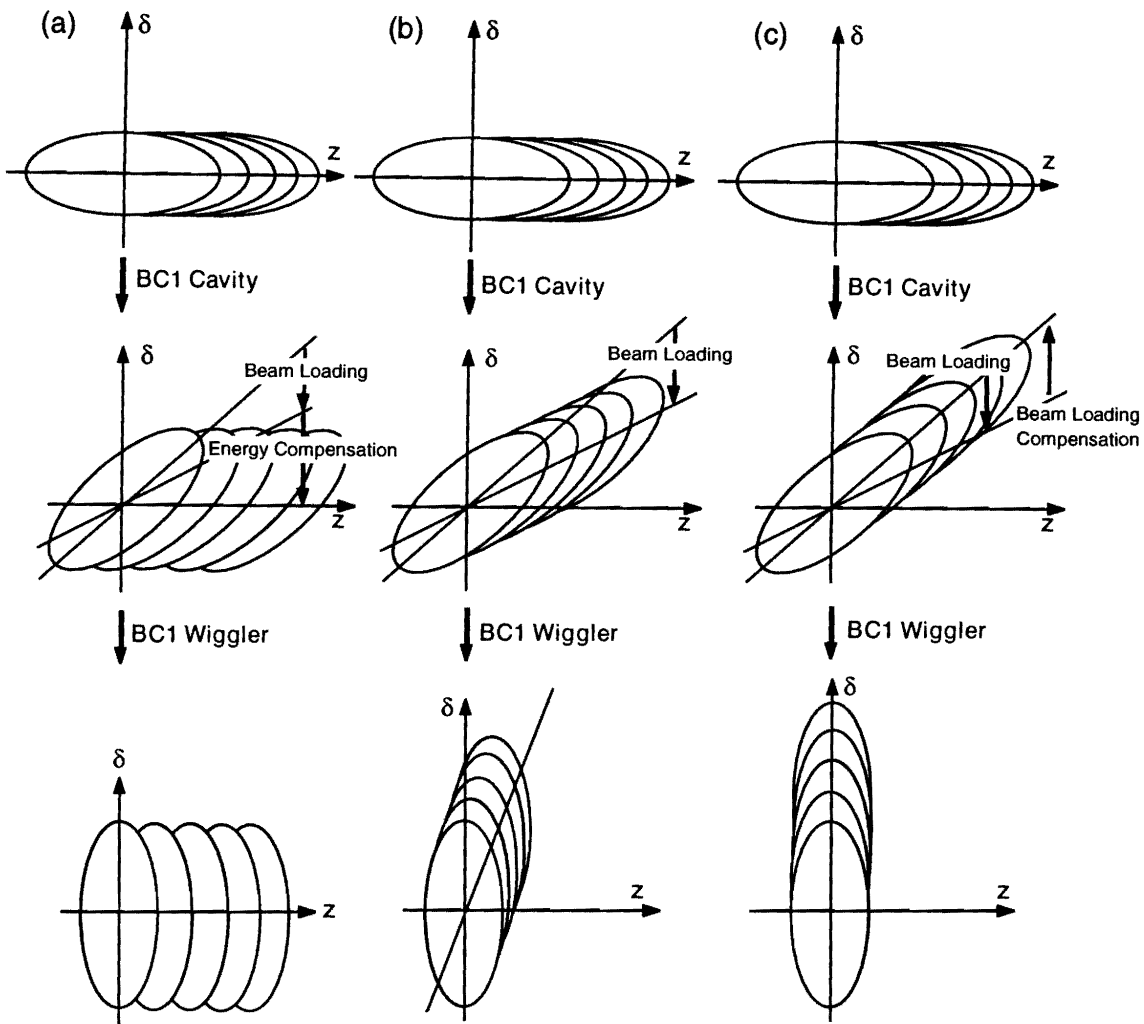 (a)
δ
(b)
δ
(c)
δ
z
z
z
BC1 Cavity
BC1 Cavity
BC1 Cavity
δ
Beam Loading
Energy Compensation
z
δ
Beam Loading
z
δ
Beam Loading
Beam Loading
Compensation
z
BC1 Wiggler
BC1 Wiggler
BC1 Wiggler
δ
z
δ
z
δ
z